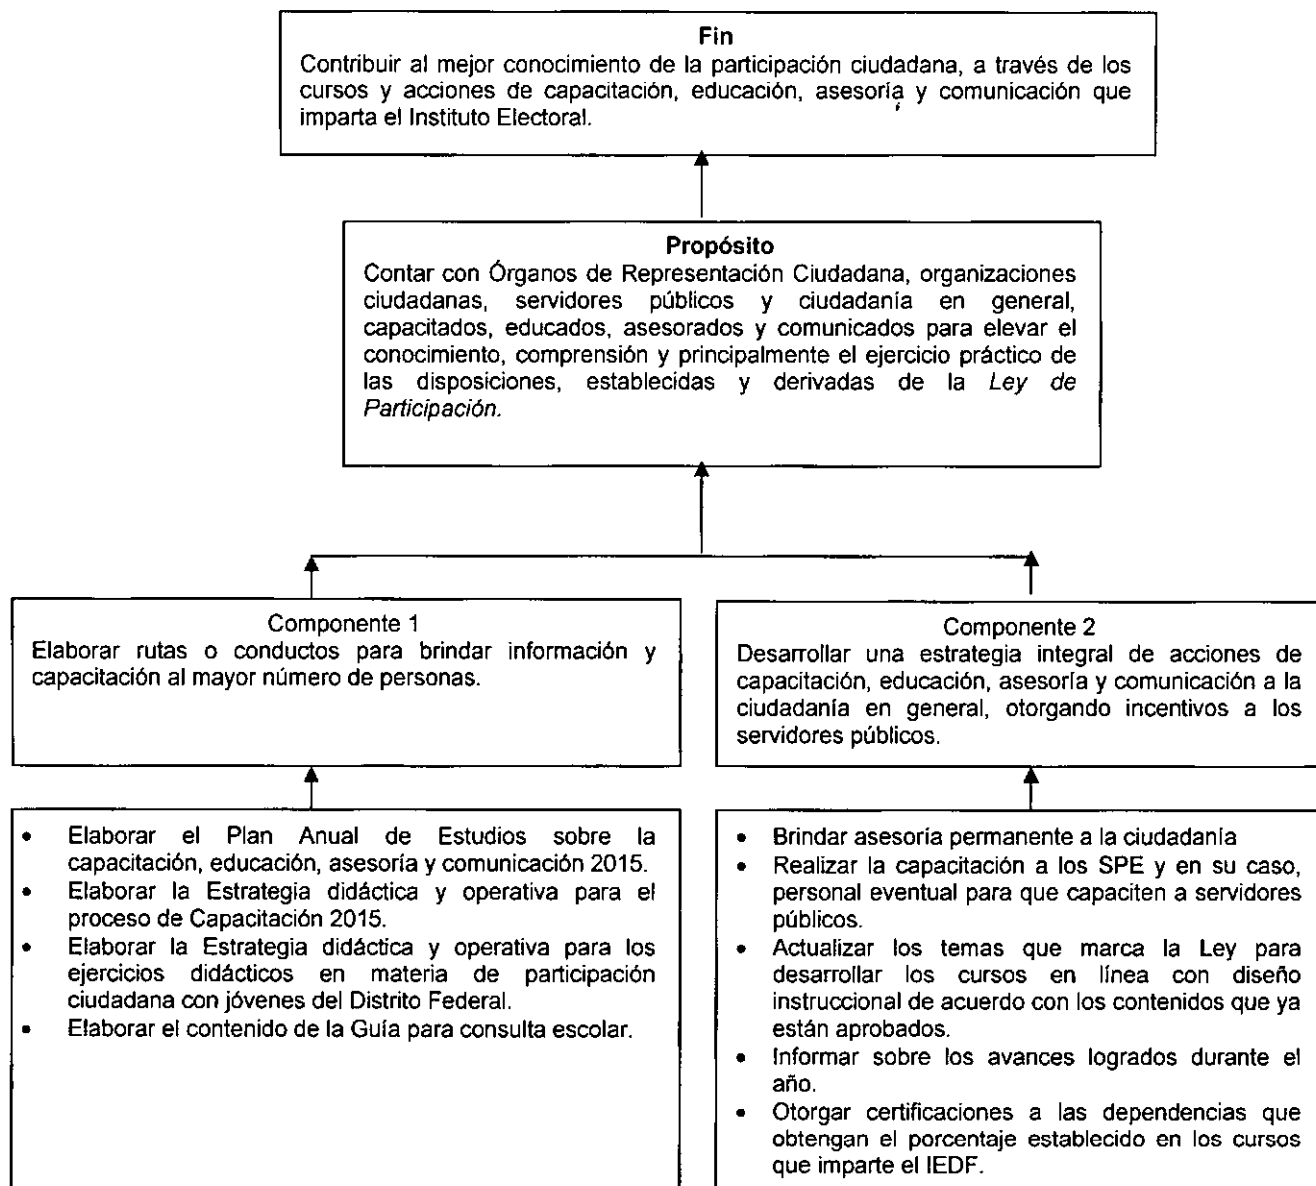 Fin
Contribuir al mejor conocimiento de la participación ciudadana, a través de los
cursos y acciones de capacitación, educación, asesoría y comunicación que
imparta el Instituto Electoral.
Propósito
Contar con Órganos de Representación Ciudadana, organizaciones
ciudadanas, servidores públicos y ciudadanía en general,
capacitados, educados, asesorados y comunicados para elevar el
conocimiento, comprensión y principalmente el ejercicio práctico de
las disposiciones, establecidas y derivadas de la Ley de
Participación.
Componente 1
Elaborar rutas o conductos para brindar información y
capacitación al mayor número de personas.
Componente 2
Desarrollar una estrategia integral de acciones de
capacitación, educación, asesoría y comunicación a la
ciudadanía en general, otorgando incentivos a los
servidores públicos.
• Elaborar el Plan Anual de Estudios sobre la
capacitación, educación, asesoría y comunicación 2015.
• Elaborar la Estrategia didáctica y operativa para el
proceso de Capacitación 2015.
• Elaborar la Estrategia didáctica y operativa para los
ejercicios didácticos en materia de participación
ciudadana con jóvenes del Distrito Federal.
• Elaborar el contenido de la Guía para consulta escolar.
• Brindar asesoría permanente a la ciudadanía
• Realizar la capacitación a los SPE y en su caso,
personal eventual para que capaciten a servidores
públicos.
• Actualizar los temas que marca la Ley para
desarrollar los cursos en línea con diseño
instruccional de acuerdo con los contenidos que ya
están aprobados.
• Informar sobre los avances logrados durante el
año.
• Otorgar certificaciones a las dependencias que
obtengan el porcentaje establecido en los cursos
que imparte el IEDF.